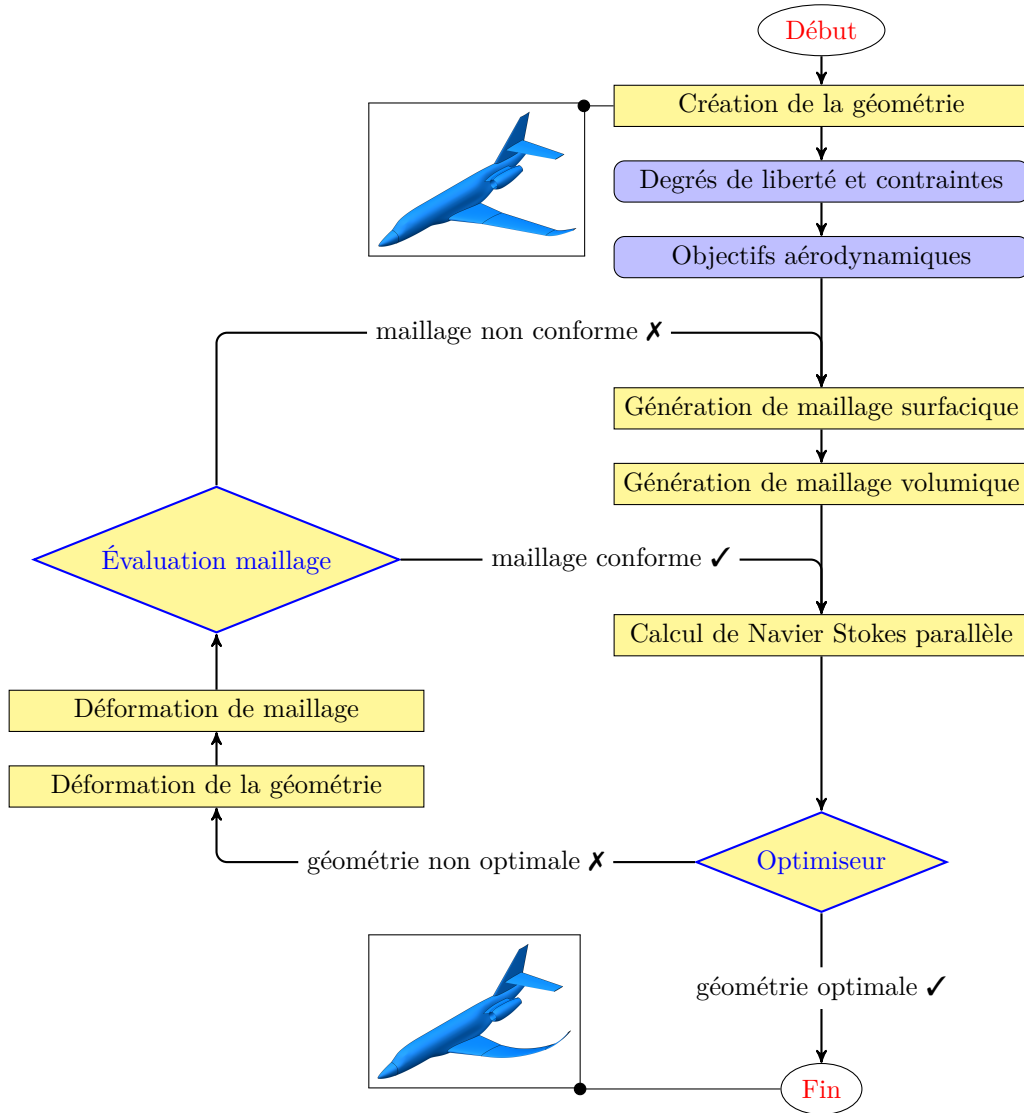 Début
Création de la géométrie
Degrés de liberté et contraintes
Objectifs aérodynamiques
maillage non conforme ✗
Génération de maillage surfacique
Génération de maillage volumique
Évaluation maillage
maillage conforme ✓
Calcul de Navier Stokes parallèle
Déformation de maillage
Déformation de la géométrie
géométrie non optimale ✗
Optimiseur
géométrie optimale ✓
Fin